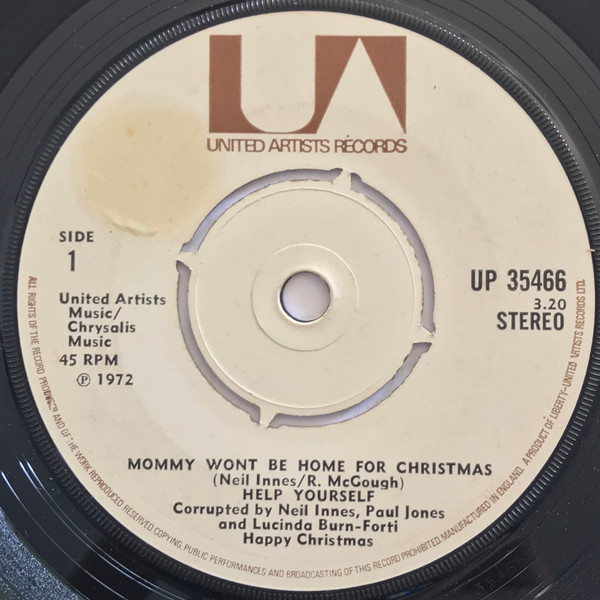 UA
UNITED ARTISTS RECORDS
SIDE
1
United Artists
Music/
Chrysalis
Music
45 RPM
Ⓟ 1972
UP 35466
3.20
STEREO
MOMMY WONT BE HOME FOR CHRISTMAS
(Neil Innes/R. McGough)
HELP YOURSELF
Corrupted by Neil Innes, Paul Jones
and Lucinda Burn-Forti
Happy Christmas
ALL RIGHTS OF THE RECORD PRODUCER AND OF THE WORK REPRODUCED RESERVED. COPYING, PUBLIC PERFORMANCES AND BROADCASTING OF THIS RECORD PROHIBITED. MANUFACTURED IN ENGLAND. A PRODUCT OF LIBERTY-UNITED ARTISTS RECORDS LTD.